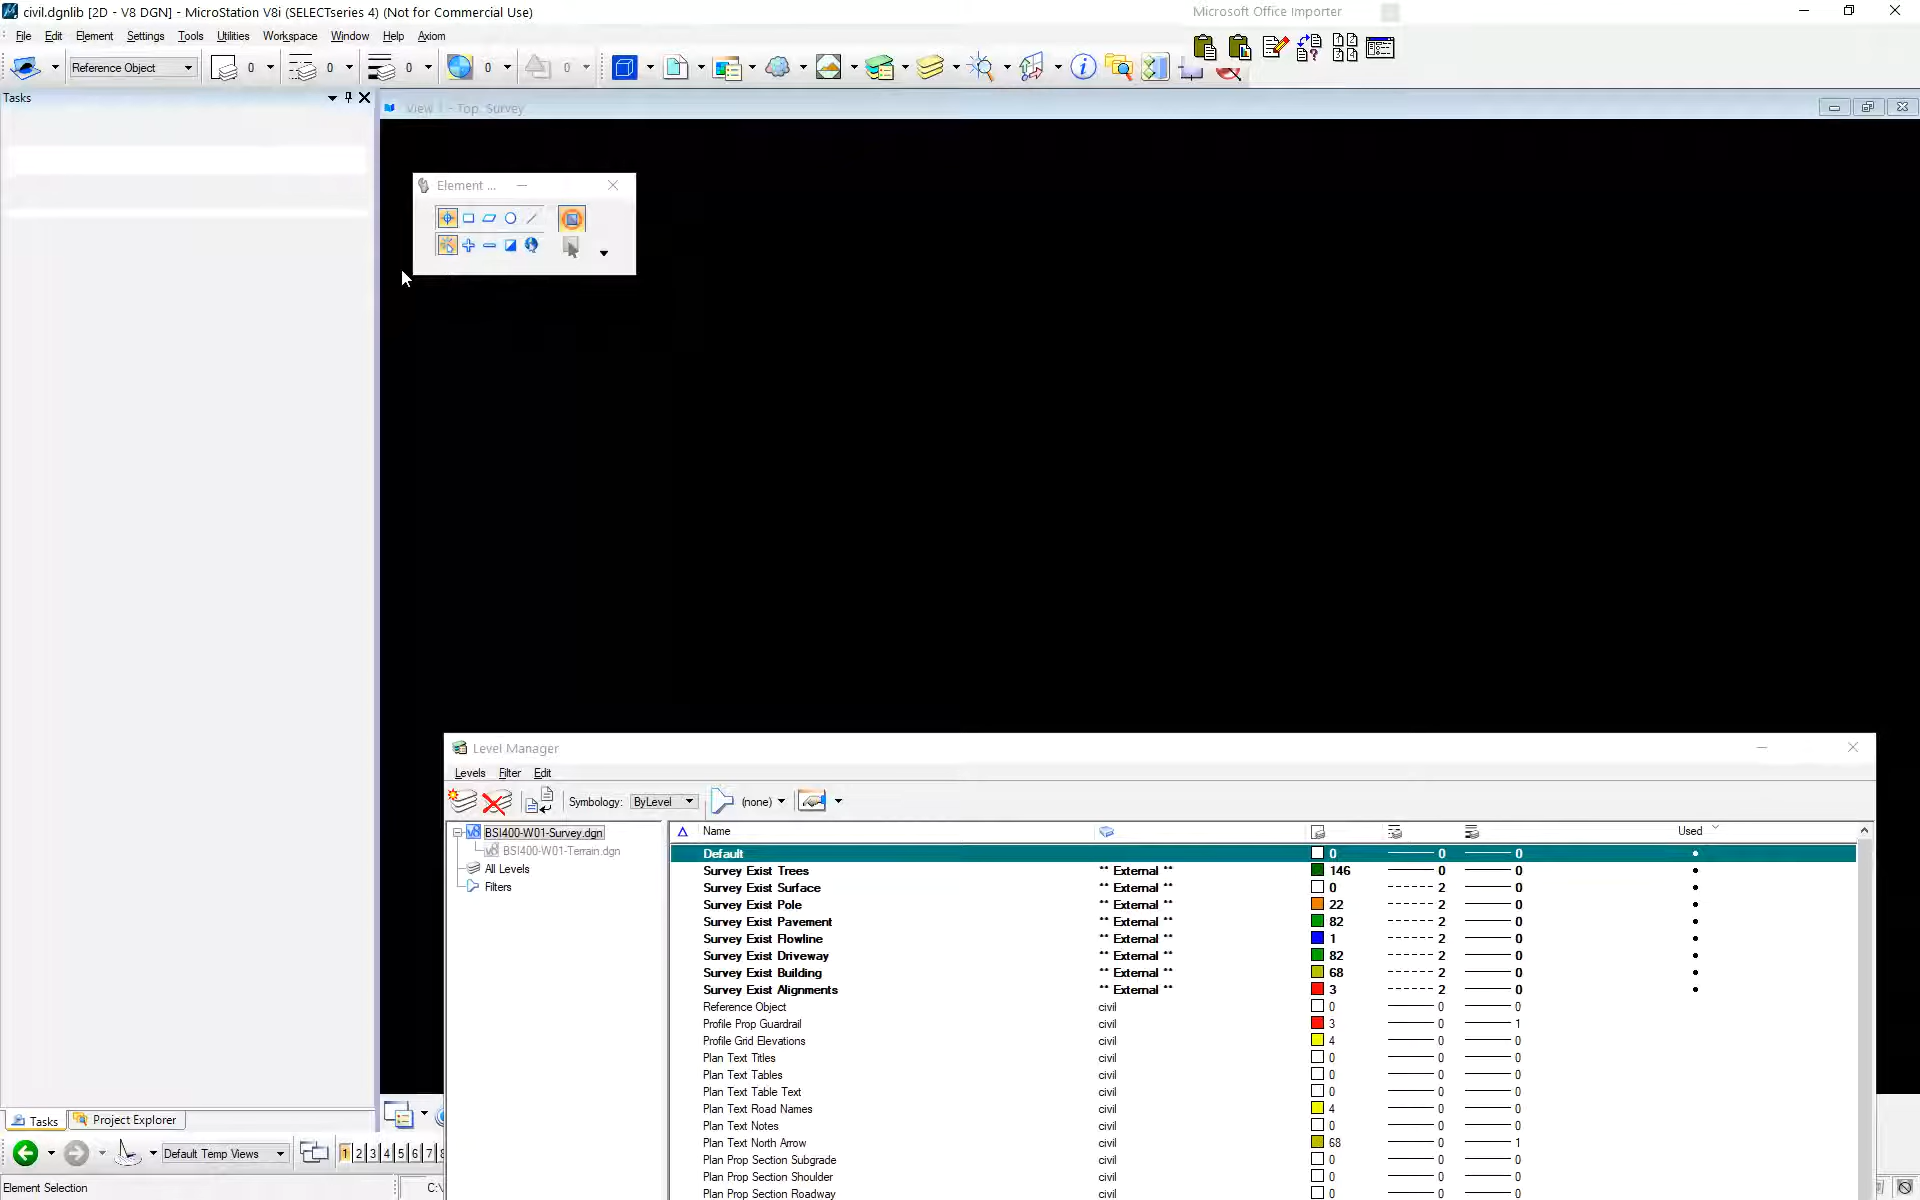 civil.dgnlib [2D - V8 DGN] - MicroStation V8i (SELECTseries 4) (Not for Commercial Use)
Microsoft Office Importer
File Edit Element Settings Tools Utilities Workspace Window Help Axiom
Reference Object 0 0 0 0 0
Tasks
View 1 - Top, Survey
Element ...
Level Manager
Levels Filter Edit
Symbology: ByLevel (none)
BSI400-W01-Survey.dgn
BSI400-W01-Terrain.dgn
All Levels
Filters
Name Used
Default 0 0 0
Survey Exist Trees ** External ** 146 0 0
Survey Exist Surface ** External ** 0 2 0
Survey Exist Pole ** External ** 22 2 0
Survey Exist Pavement ** External ** 82 2 0
Survey Exist Flowline ** External ** 1 2 0
Survey Exist Driveway ** External ** 82 2 0
Survey Exist Building ** External ** 68 2 0
Survey Exist Alignments ** External ** 3 2 0
Reference Object civil 0 0 0
Profile Prop Guardrail civil 3 0 1
Profile Grid Elevations civil 4 0 0
Plan Text Titles civil 0 0 0
Plan Text Tables civil 0 0 0
Plan Text Table Text civil 0 0 0
Plan Text Road Names civil 4 0 0
Plan Text Notes civil 0 0 0
Plan Text North Arrow civil 68 0 1
Plan Prop Section Subgrade civil 0 0 0
Plan Prop Section Shoulder civil 0 0 0
Plan Prop Section Roadway civil 0 0 0
Tasks Project Explorer
Default Temp Views 1 2 3 4 5 6 7 8
Element Selection C:\